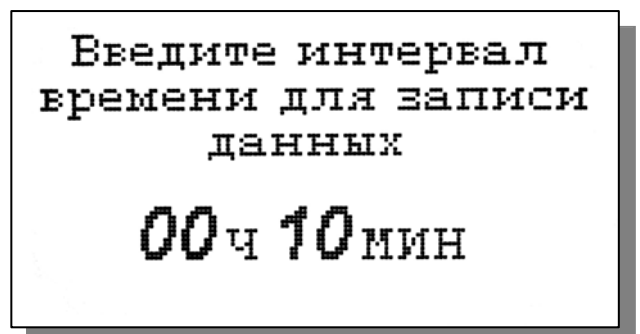 Введите интервал
времени для записи
данных
00ч 10мин